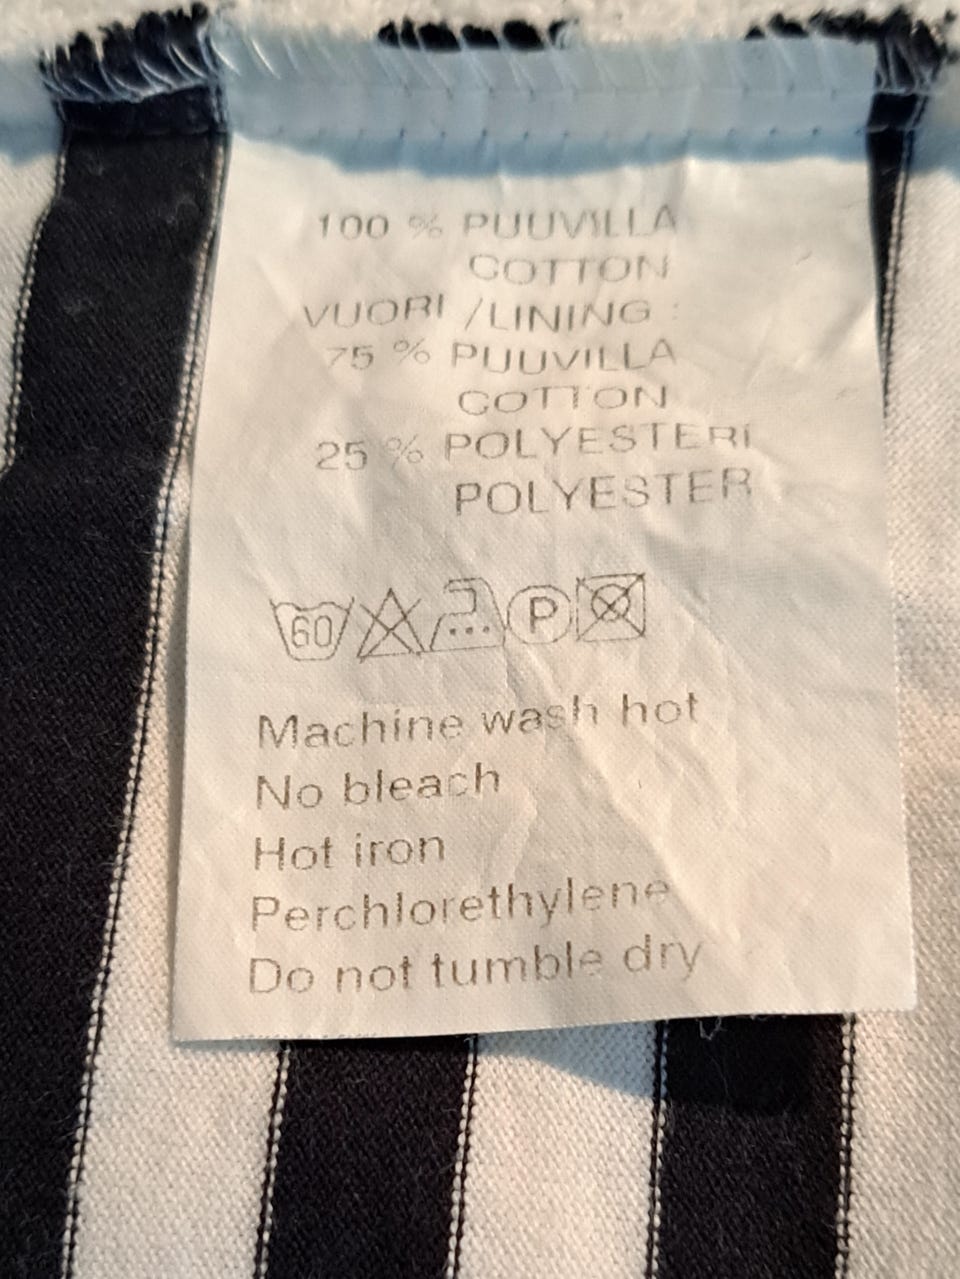 100 % PUUVILLA
COTTON
VUORI /LINING :
75 % PUUVILLA
COTTON
25 % POLYESTERI
POLYESTER
60 P
Machine wash hot
No bleach
Hot iron
Perchlorethylene
Do not tumble dry